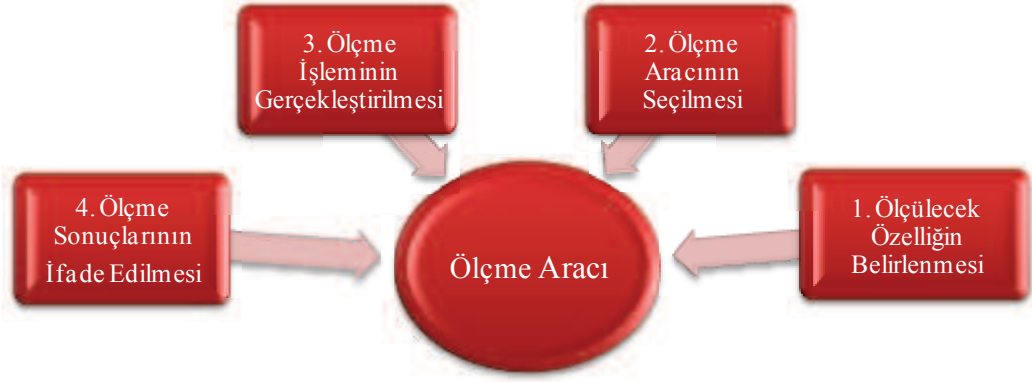 3. Ölçme
İşleminin
Gerçekleştirilmesi
2. Ölçme
Aracının
Seçilmesi
4. Ölçme
Sonuçlarının
İfade Edilmesi
1. Ölçülecek
Özelliğin
Belirlenmesi
Ölçme Aracı